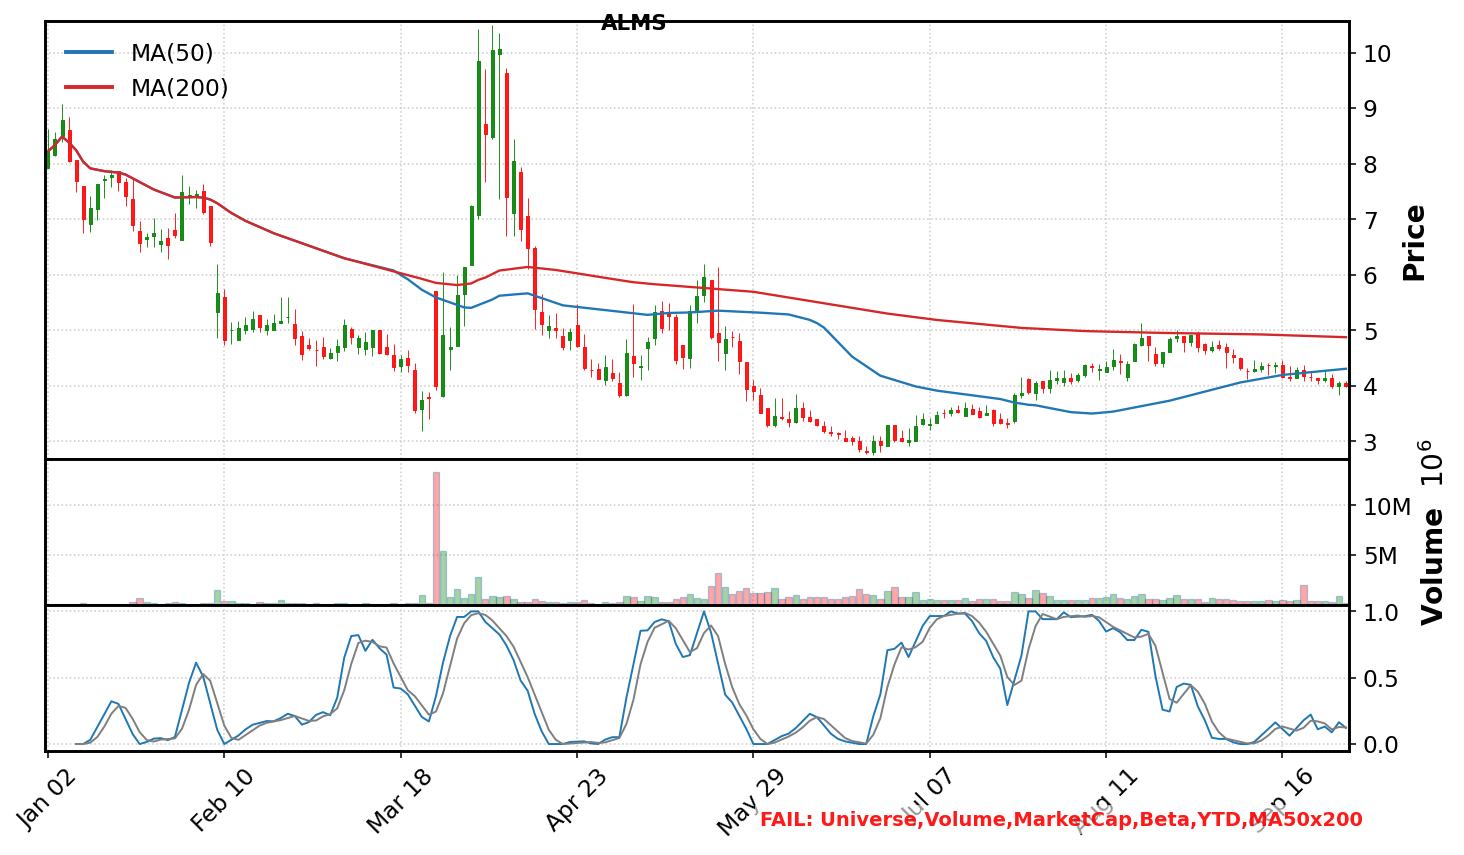 ALMS
MA(50)
MA(200)
10
9
8
7
6
5
4
3
Price
10M
5M
Volume 10^6
1.0
0.5
0.0
Jan 02
Feb 10
Mar 18
Apr 23
May 29
Jul 07
Aug 11
Sep 16
FAIL: Universe,Volume,MarketCap,Beta,YTD,MA50x200